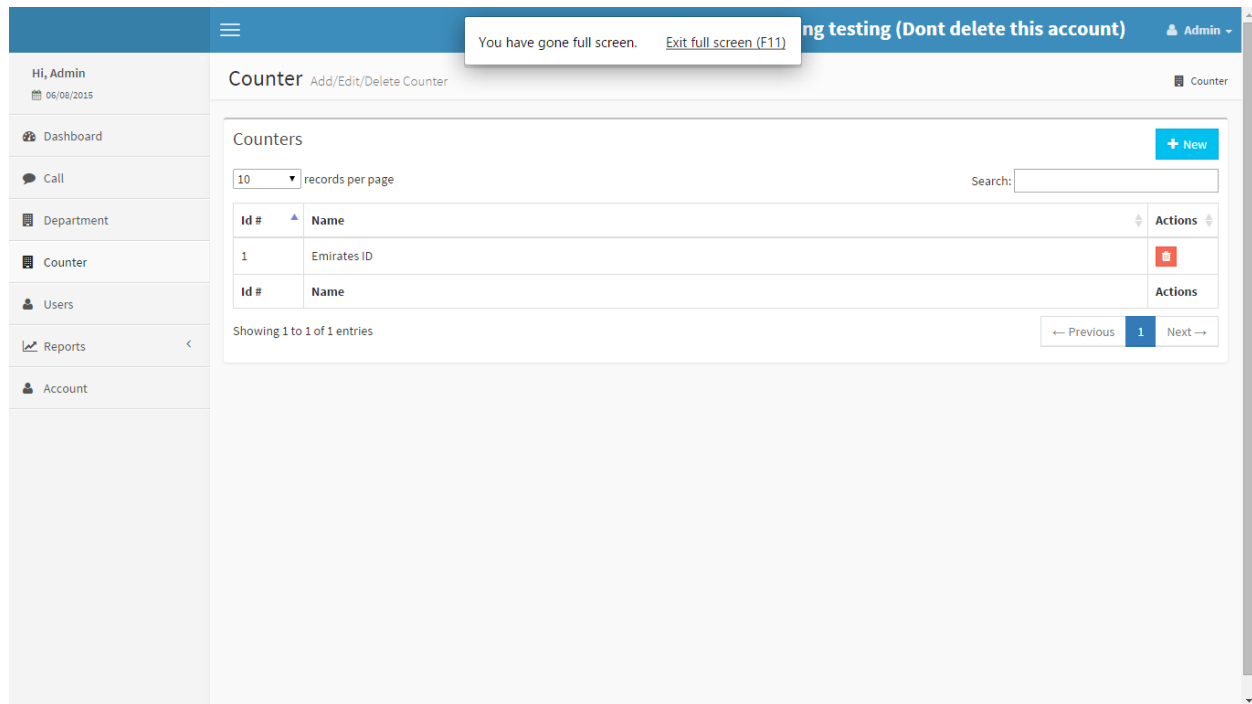 You have gone full screen. Exit full screen (F11)
ng testing (Dont delete this account)
Admin
Hi, Admin
06/08/2015
Dashboard
Call
Department
Counter
Users
Reports
Account
Counter Add/Edit/Delete Counter
Counter
Counters
+ New
10 records per page
Search:
Id # Name Actions
1 Emirates ID
Id # Name Actions
Showing 1 to 1 of 1 entries
← Previous 1 Next →